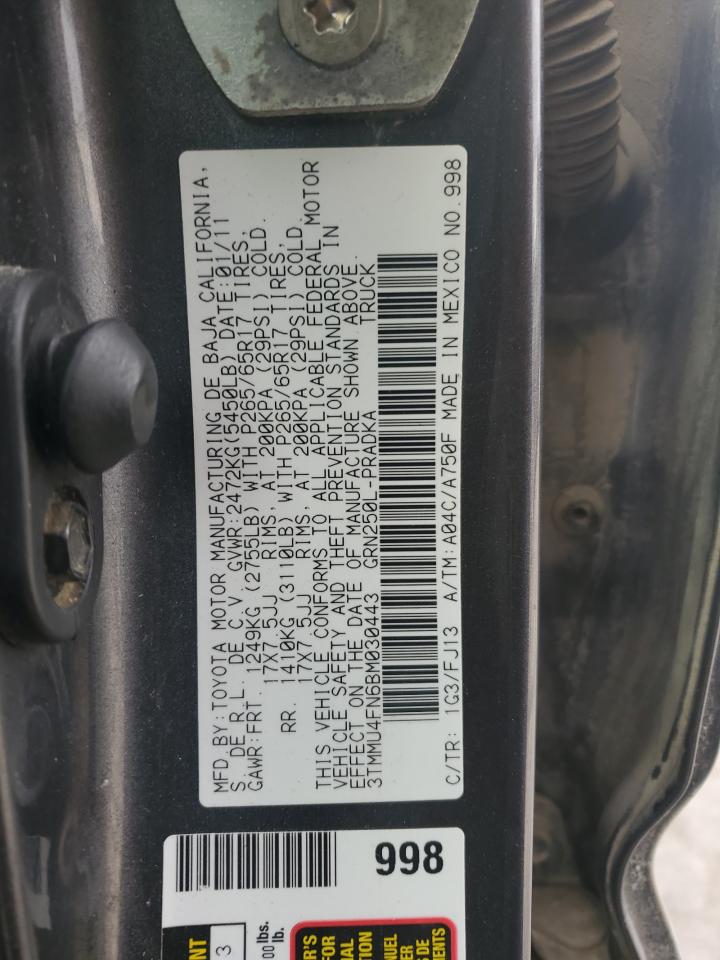 MFD. BY: TOYOTA MOTOR MANUFACTURING DE BAJA CALIFORNIA,
S. DE R.L. DE C.V. GVWR: 2472KG(5450LB) DATE: 01/11
GAWR: FRT. 1249KG (2755LB) WITH P265/65R17 TIRES,
17X7.5JJ RIMS, AT 200KPA (29PSI) COLD.
RR. 1410KG (3110LB) WITH P265/65R17 TIRES,
17X7.5JJ RIMS, AT 200KPA (29PSI) COLD.
THIS VEHICLE CONFORMS TO ALL APPLICABLE FEDERAL MOTOR
VEHICLE SAFETY AND THEFT PREVENTION STANDARDS IN
EFFECT ON THE DATE OF MANUFACTURE SHOWN ABOVE.
3TMMU4FN6BM030443 GRN250L-PRADKA TRUCK
C/TR: 1G3/FJ13 A/TM: A04C/A750F MADE IN MEXICO NO. 998
998